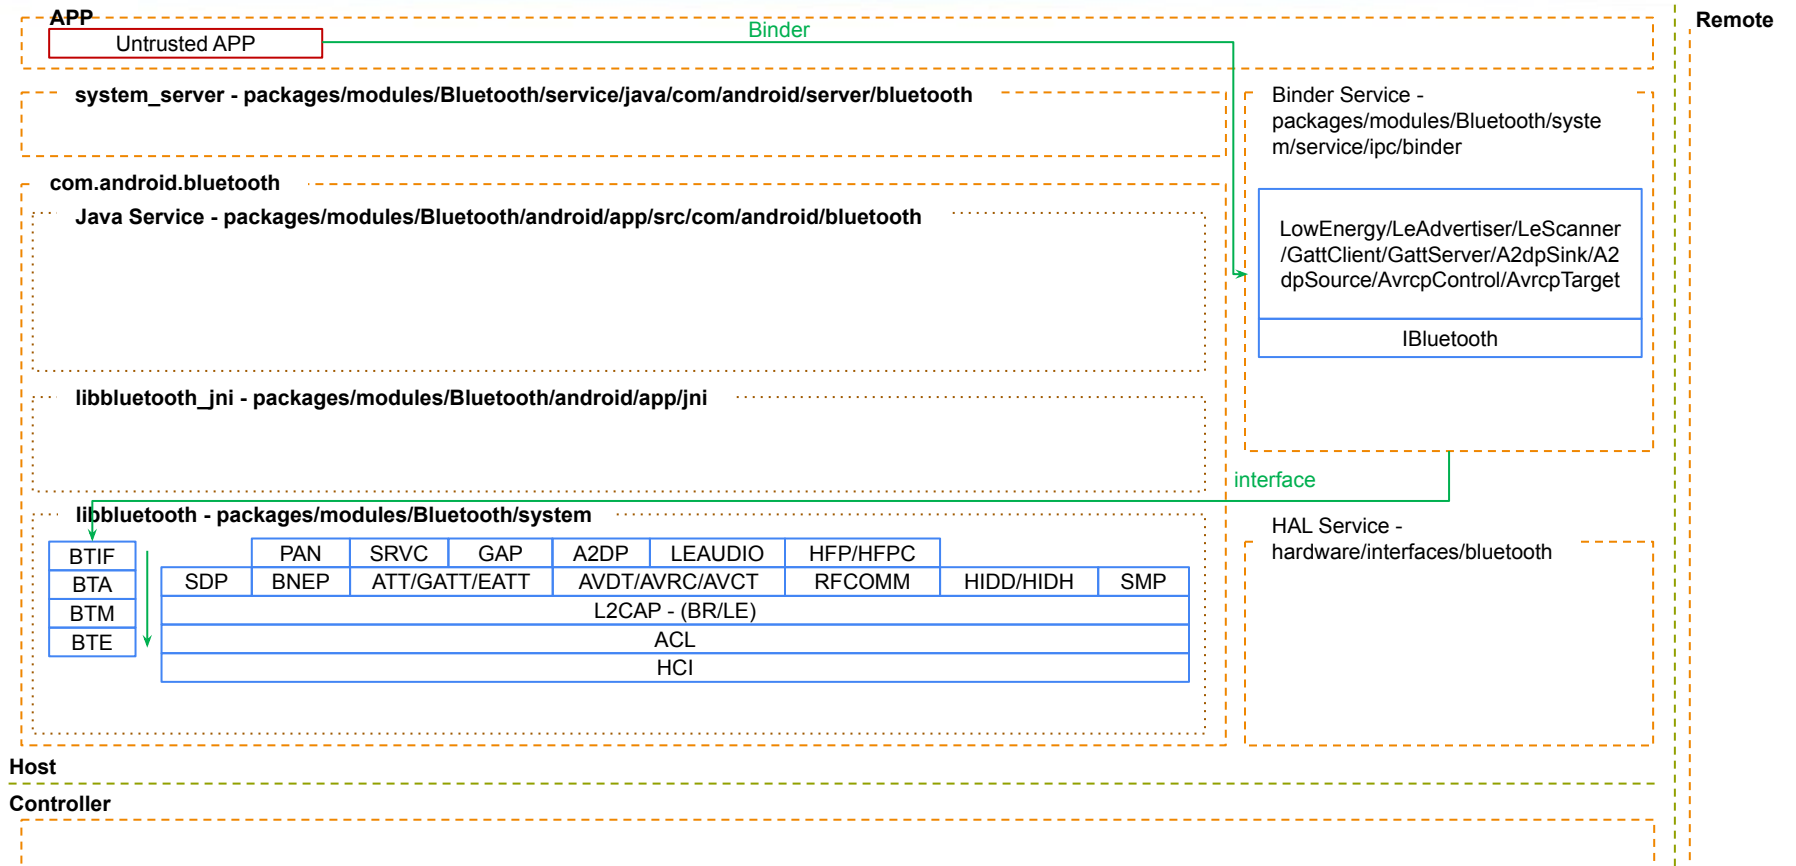 APP
Remote
Untrusted APP
Binder
system_server - packages/modules/Bluetooth/service/java/com/android/server/bluetooth
Binder Service -
packages/modules/Bluetooth/syste
m/service/ipc/binder
com.android.bluetooth
Java Service - packages/modules/Bluetooth/android/app/src/com/android/bluetooth
LowEnergy/LeAdvertiser/LeScanner
/GattClient/GattServer/A2dpSink/A2
dpSource/AvrcpControl/AvrcpTarget
IBluetooth
libbluetooth_jni - packages/modules/Bluetooth/android/app/jni
interface
libbluetooth - packages/modules/Bluetooth/system
HAL Service -
hardware/interfaces/bluetooth
BTIF
PAN
SRVC
GAP
A2DP
LEAUDIO
HFP/HFPC
BTA
SDP
BNEP
ATT/GATT/EATT
AVDT/AVRC/AVCT
RFCOMM
HIDD/HIDH
SMP
BTM
L2CAP - (BR/LE)
BTE
ACL
HCI
Host
Controller